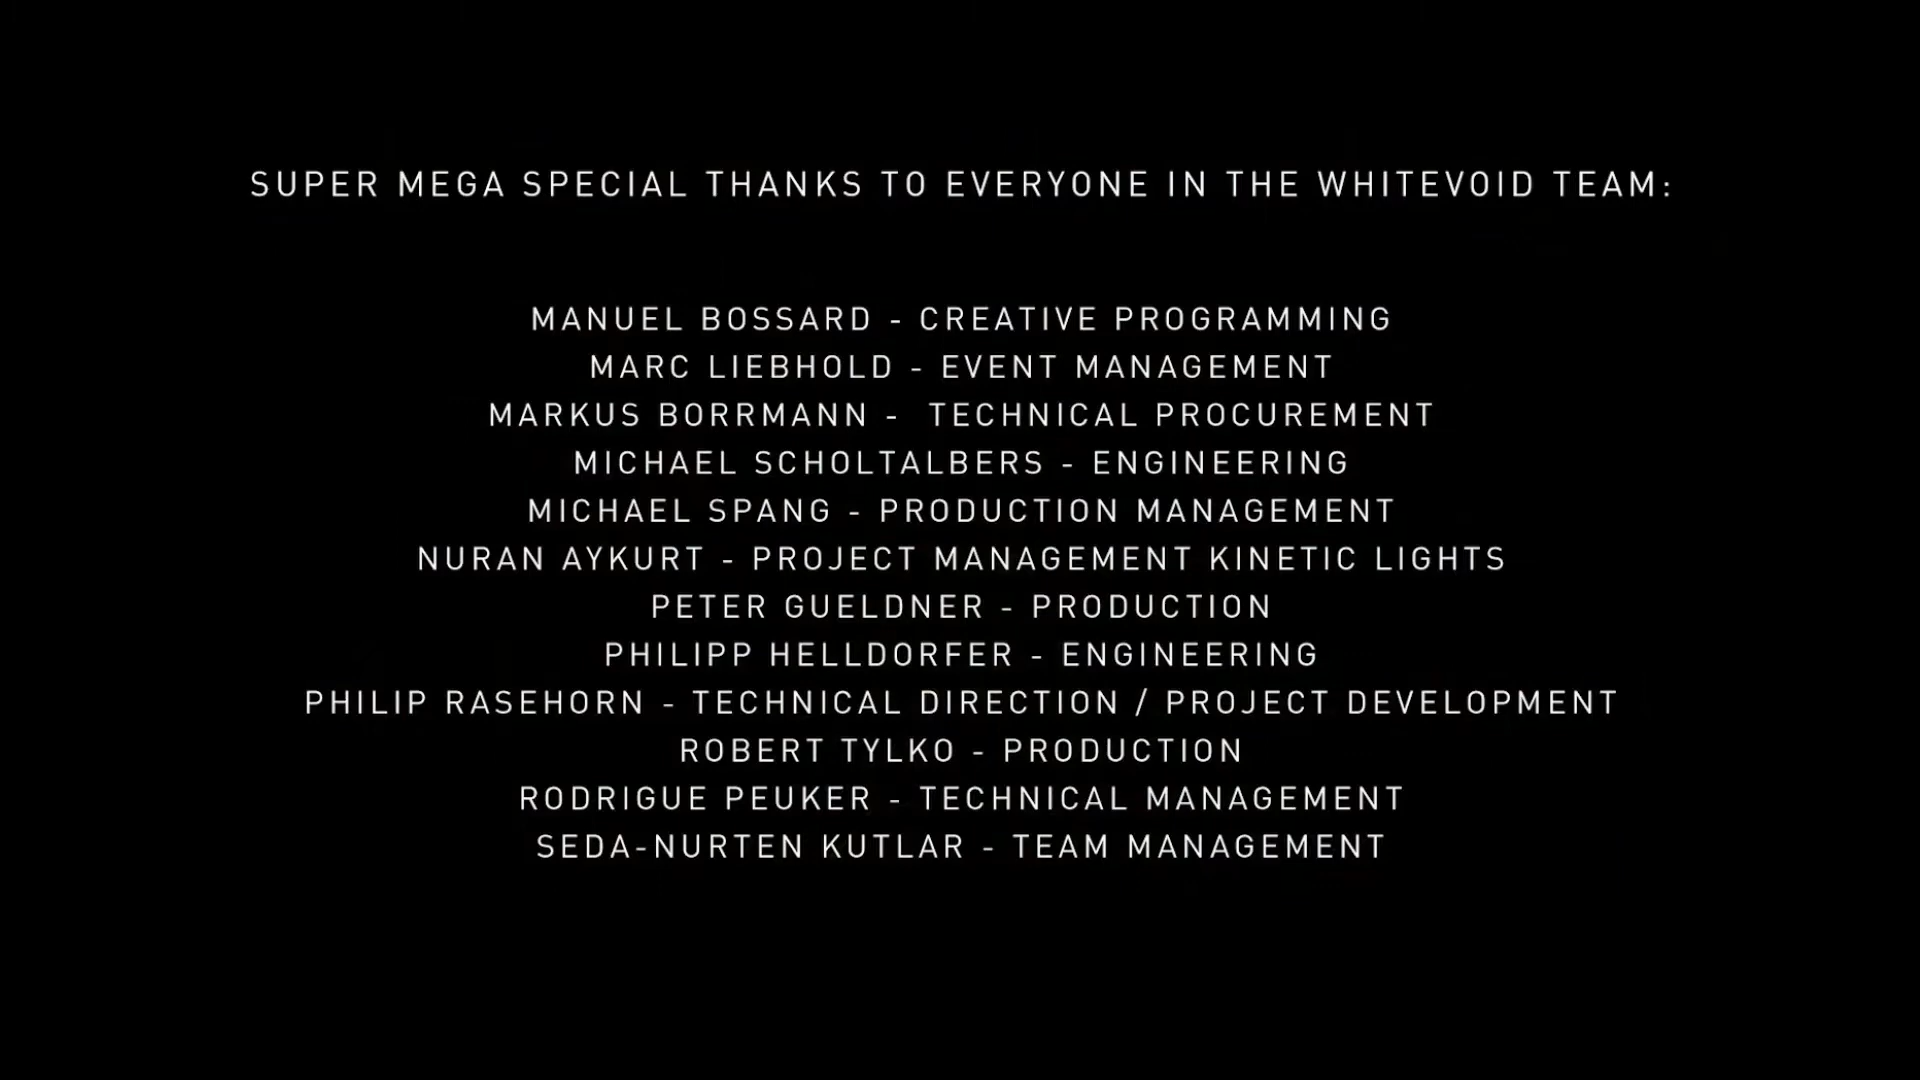 SUPER MEGA SPECIAL THANKS TO EVERYONE IN THE WHITEVOID TEAM:
MANUEL BOSSARD - CREATIVE PROGRAMMING
MARC LIEBHOLD - EVENT MANAGEMENT
MARKUS BORRMANN -  TECHNICAL PROCUREMENT
MICHAEL SCHOLTALBERS - ENGINEERING
MICHAEL SPANG - PRODUCTION MANAGEMENT
NURAN AYKURT - PROJECT MANAGEMENT KINETIC LIGHTS
PETER GUELDNER - PRODUCTION
PHILIPP HELLDORFER - ENGINEERING
PHILIP RASEHORN - TECHNICAL DIRECTION / PROJECT DEVELOPMENT
ROBERT TYLKO - PRODUCTION
RODRIGUE PEUKER - TECHNICAL MANAGEMENT
SEDA-NURTEN KUTLAR - TEAM MANAGEMENT